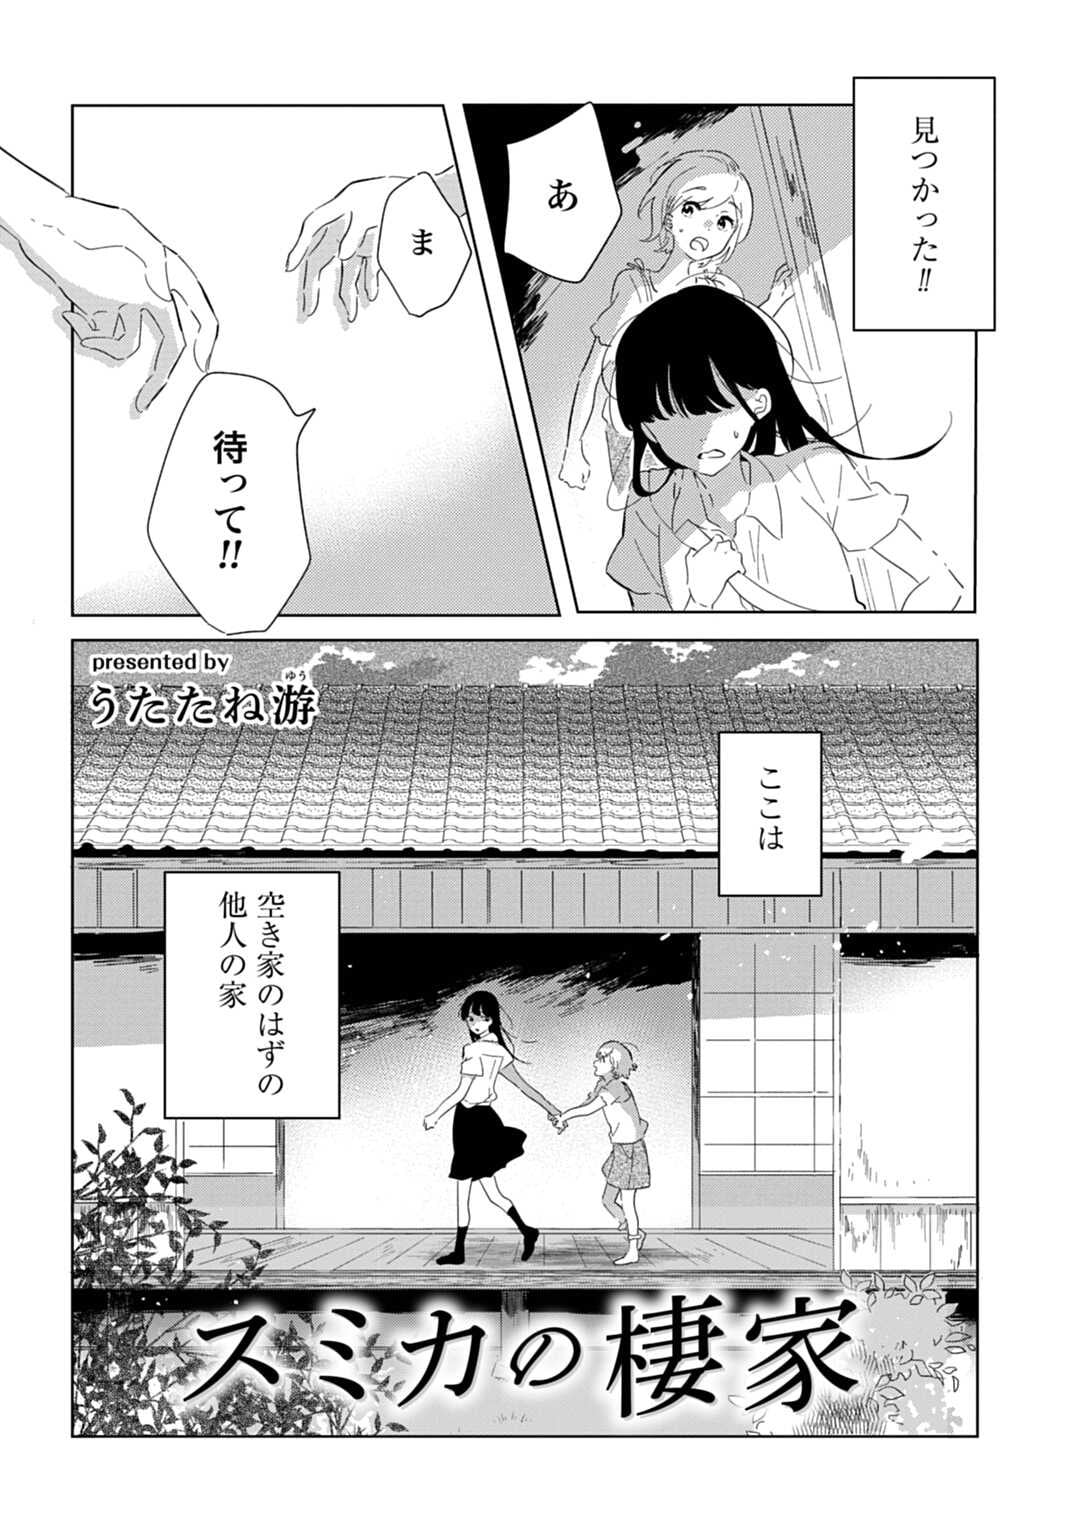 見つかった!!
あ
ま
待って!!
presented by
うたたね游
ゆう
ここは
空き家のはずの
他人の家
スミカの棲家